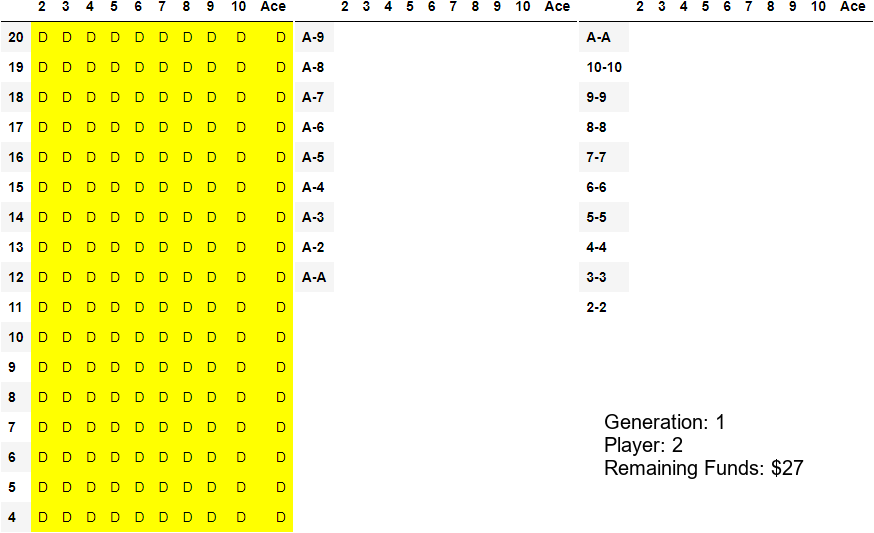 2 3 4 5 6 7 8 9 10 Ace 2 3 4 5 6 7 8 9 10 Ace 2 3 4 5 6 7 8 9 10 Ace
20 D D D D D D D D D D A-9 A-A
19 D D D D D D D D D D A-8 10-10
18 D D D D D D D D D D A-7 9-9
17 D D D D D D D D D D A-6 8-8
16 D D D D D D D D D D A-5 7-7
15 D D D D D D D D D D A-4 6-6
14 D D D D D D D D D D A-3 5-5
13 D D D D D D D D D D A-2 4-4
12 D D D D D D D D D D A-A 3-3
11 D D D D D D D D D D 2-2
10 D D D D D D D D D D
9 D D D D D D D D D D
8 D D D D D D D D D D
7 D D D D D D D D D D
6 D D D D D D D D D D
5 D D D D D D D D D D
4 D D D D D D D D D D
Generation: 1
Player: 2
Remaining Funds: $27